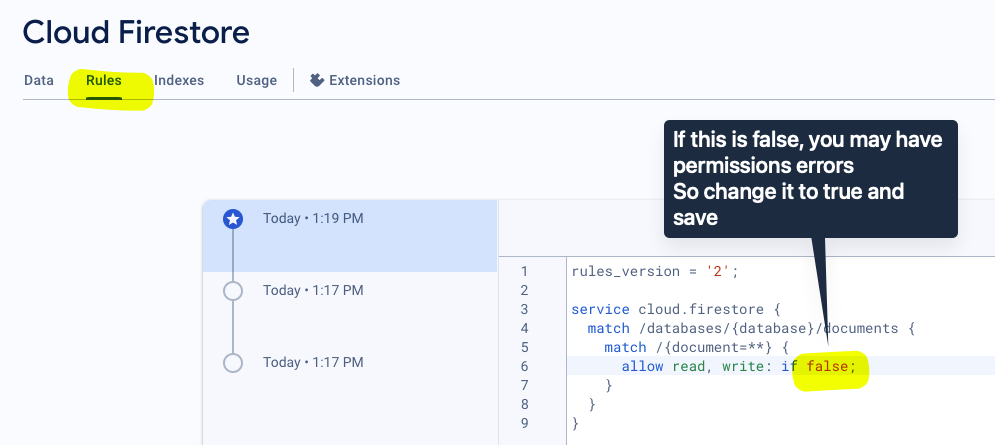 Cloud Firestore
Data Rules Indexes Usage Extensions
If this is false, you may have
permissions errors
So change it to true and
save
Today • 1:19 PM
Today • 1:17 PM
Today • 1:17 PM
1 rules_version = '2';
2
3 service cloud.firestore {
4 match /databases/{database}/documents {
5 match /{document=**} {
6 allow read, write: if false;
7 }
8 }
9 }